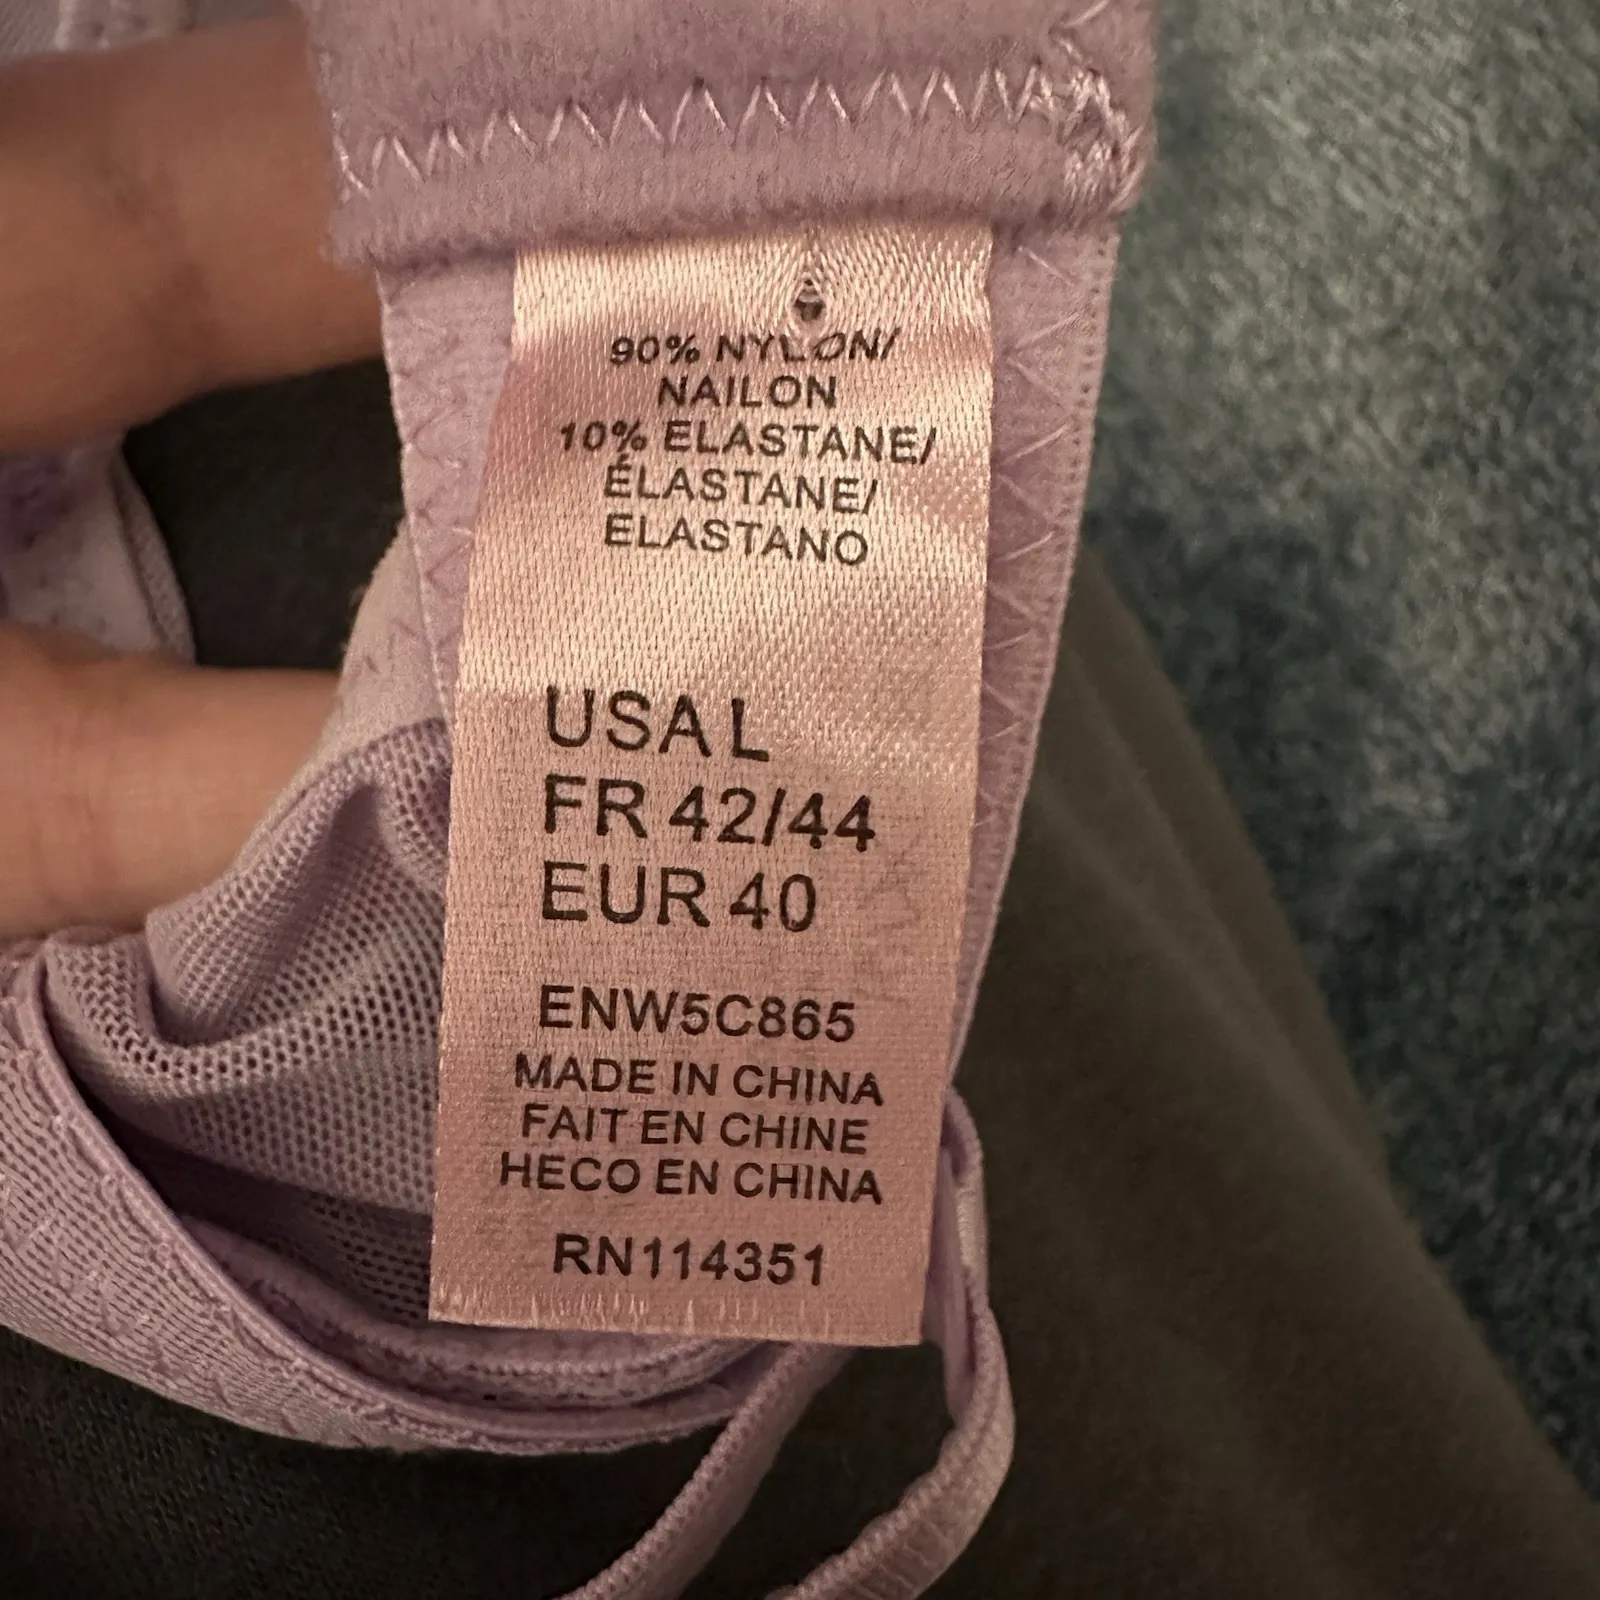 90% NYLON/
NAILON
10% ELASTANE/
ÉLASTANE/
ELASTANO
USA L
FR 42/44
EUR 40
ENW5C865
MADE IN CHINA
FAIT EN CHINE
HECO EN CHINA
RN114351